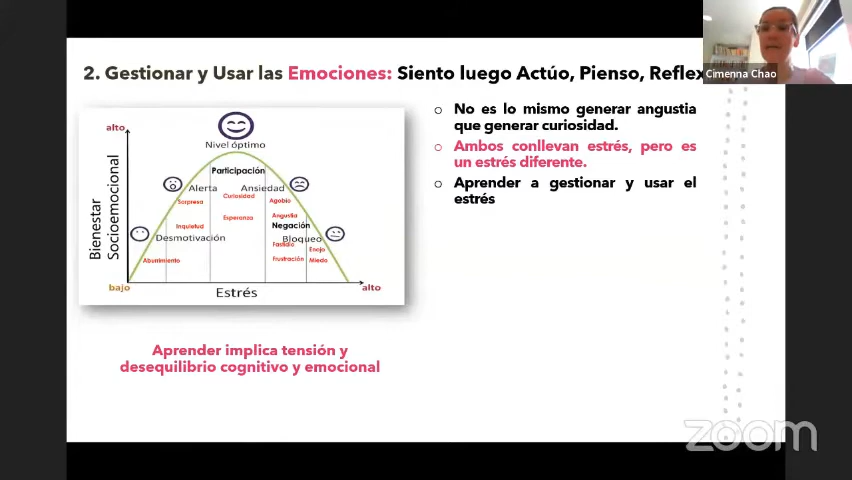 2. Gestionar y Usar las Emociones: Siento luego Actúo, Pienso, Reflex
Cimenna Chao
alto
Nivel óptimo
Participación
Alerta
Ansiedad
Sorpresa
Curiosidad
Agobio
Esperanza
Angustia
Inquietud
Negación
Desmotivación
Bloqueo
Fastidio
Enojo
Aburrimiento
Frustración
Miedo
Bienestar
Socioemocional
bajo
Estrés
alto
Aprender implica tensión y
desequilibrio cognitivo y emocional
o No es lo mismo generar angustia
que generar curiosidad.
o Ambos conllevan estrés, pero es
un estrés diferente.
o Aprender a gestionar y usar el
estrés
zoom